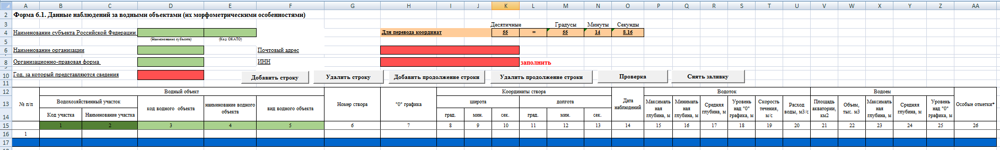 A B C D E F G H I J K L M N O P Q R S T U V W X Y Z AA
2 Форма 6.1. Данные наблюдений за водными объектами (их морфометрическими особенностями)
3 Десятичные Градусы Минуты Секунды
4 Наименование субъекта Российской Федерации Для перевода координат 55 = 55 14 8.16
5 (Наименование субъекта) (Код ОКАТО)
6 Наименование организации Почтовый адрес
8 Организационно-правовая форма ИНН заполнить
10 Год, за который представляются сведения
Добавить строку Удалить строку Добавить продолжение строки Удалить продолжение строки Проверка Снять заливку
11
12 Водный объект Координаты створа Водоток Водоем
13 № п/п Водохозяйственный участок код водного объекта наименование водного объекта вид водного объекта Номер створа "0" графика широта долгота Дата наблюдений Максималь ная глубина, м Минималь ная глубина, м Средняя глубина, м Уровень над "0" графика, м Скорость течения, м/с Расход воды, м3/с Площадь акватории, км2 Объем, тыс. м3 Максималь ная глубина, м Средняя глубина, м Уровень над "0" графика, м Особые отметки*
14 Код участка Наименование участка град. мин. сек. град. мин. сек.
15 1 2 3 4 5 6 7 8 9 10 11 12 13 14 15 16 17 18 19 20 21 22 23 24 25 26
16 1
17